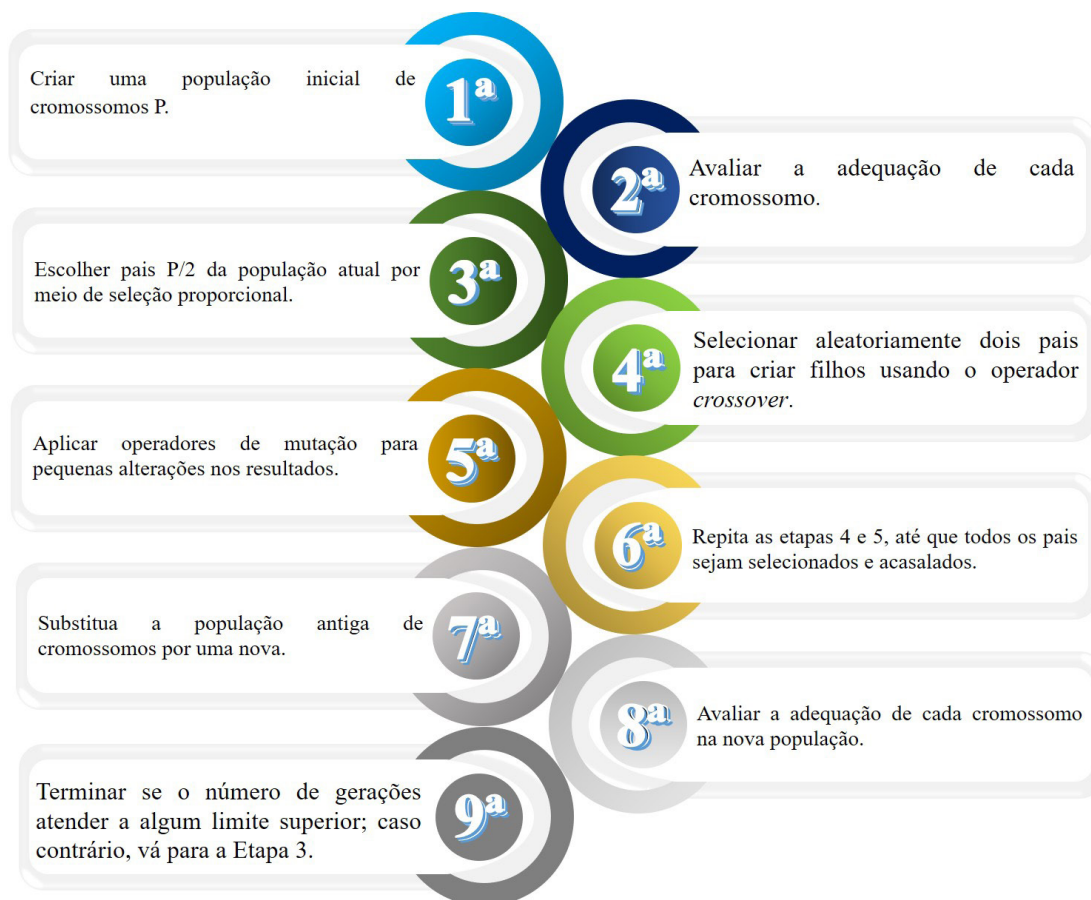 Criar uma população inicial de
cromossomos P.
1ª
2ª
Avaliar a adequação de cada
cromossomo.
Escolher pais P/2 da população atual por
meio de seleção proporcional.
3ª
4ª
Selecionar aleatoriamente dois pais
para criar filhos usando o operador
crossover.
Aplicar operadores de mutação para
pequenas alterações nos resultados.
5ª
6ª
Repita as etapas 4 e 5, até que todos os pais
sejam selecionados e acasalados.
Substitua a população antiga de
cromossomos por uma nova.
7ª
8ª
Avaliar a adequação de cada cromossomo
na nova população.
Terminar se o número de gerações
atender a algum limite superior; caso
contrário, vá para a Etapa 3.
9ª